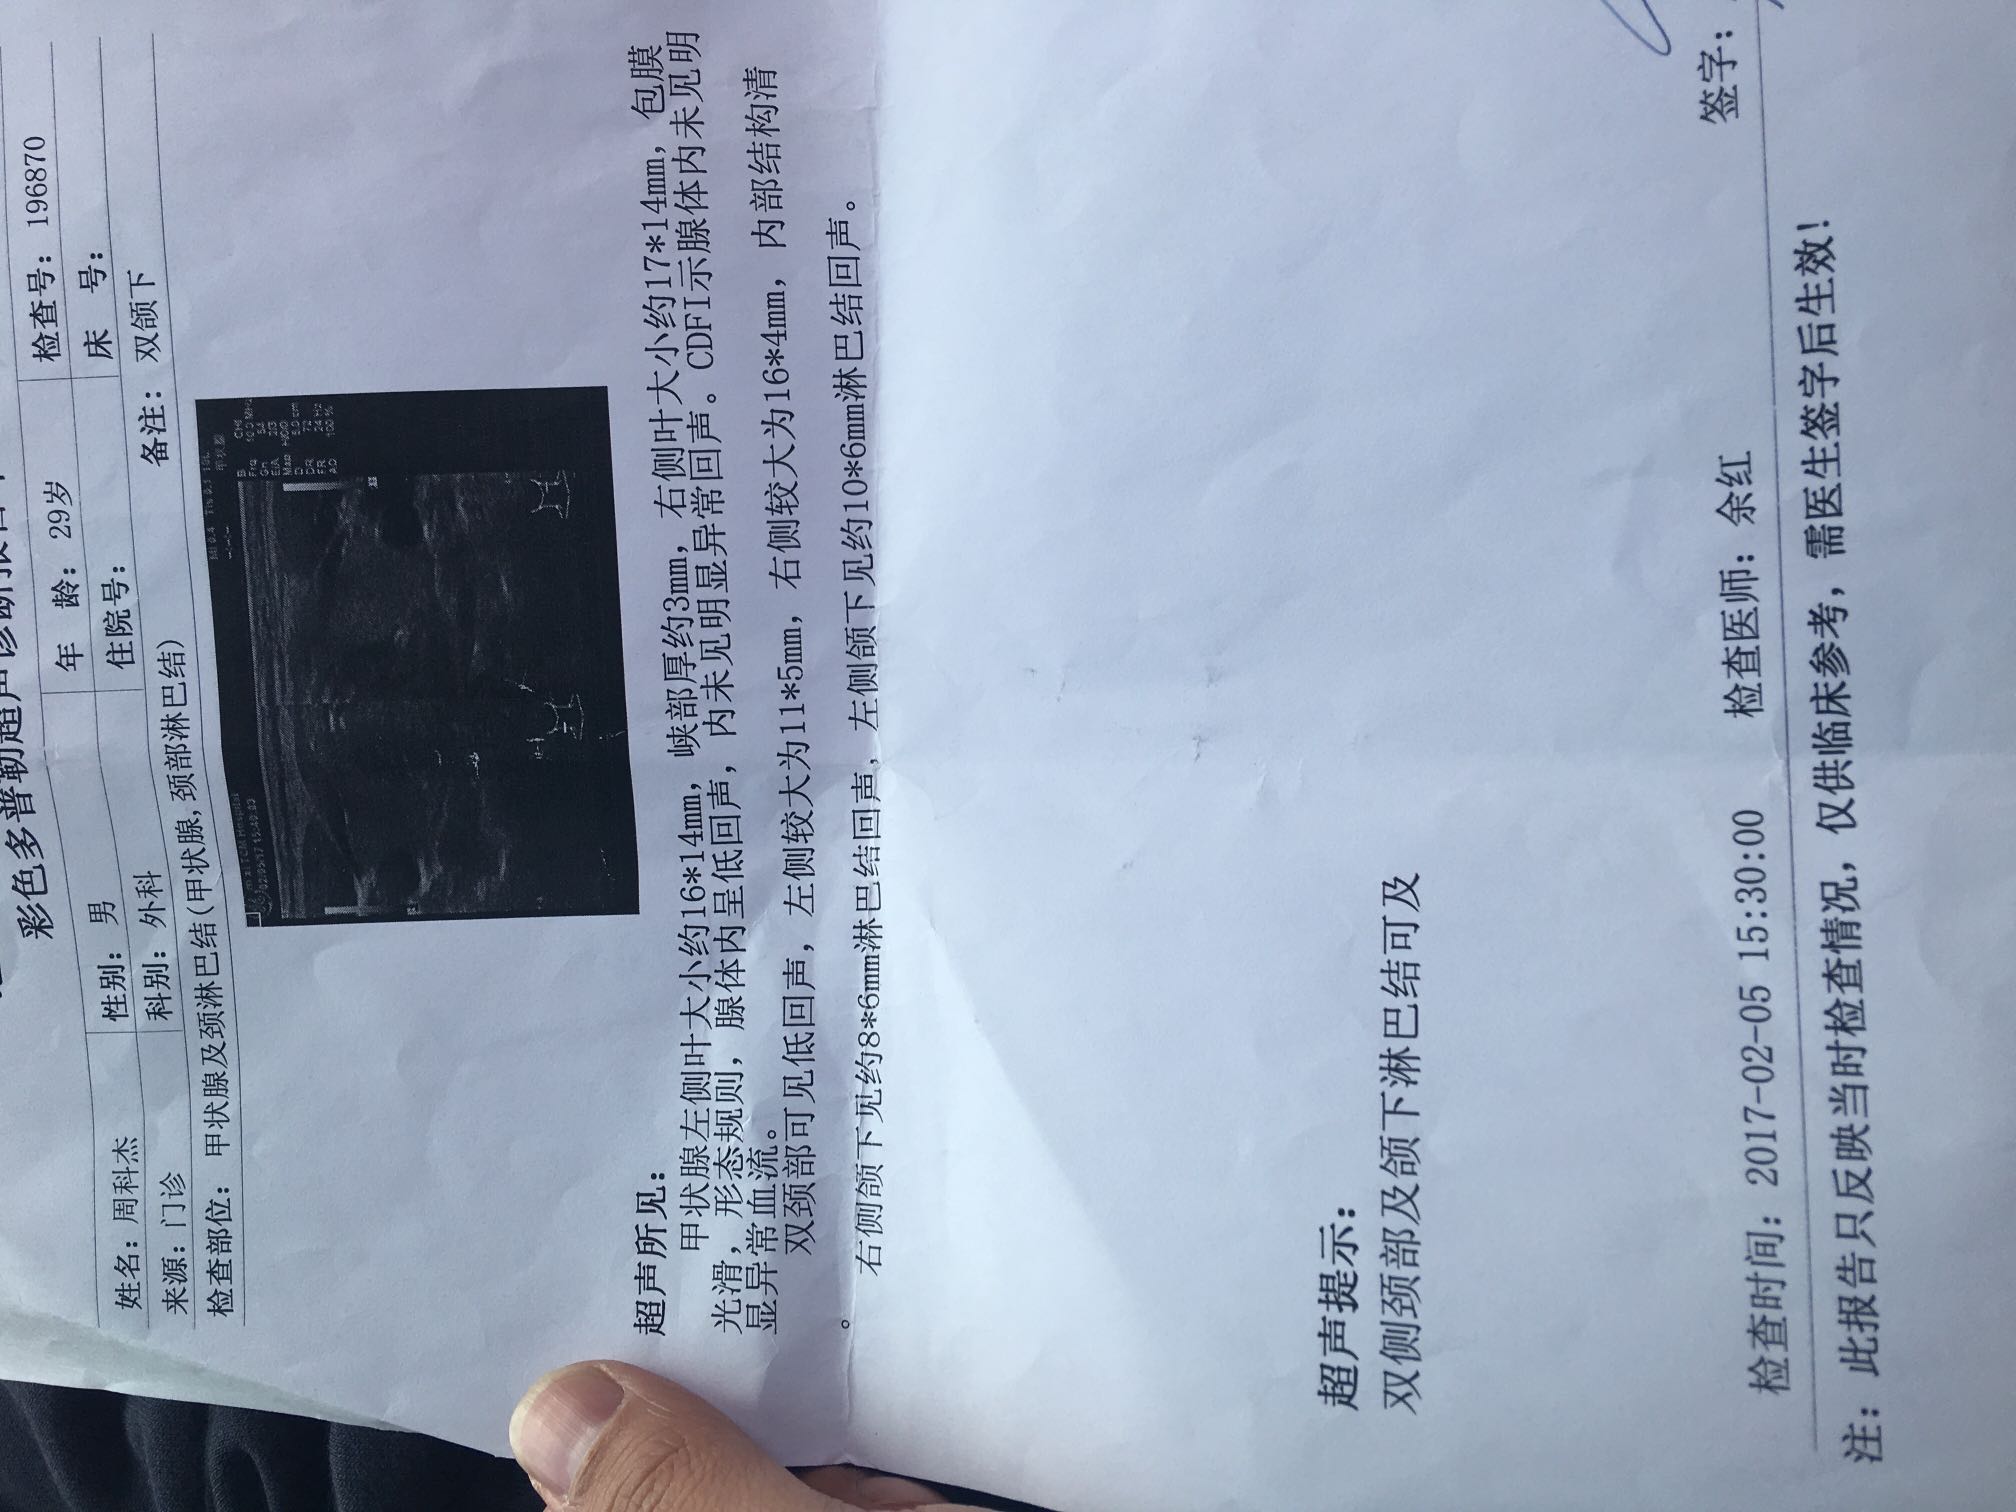 彩色多普勒超声诊断报告单
姓名：周科杰 性别：男 年 龄：29岁 检查号：196870
来源：门诊 科别：外科 住院号： 床 号：
检查部位：甲状腺及颈淋巴结(甲状腺,颈部淋巴结) 备注：双颌下
超声所见：
甲状腺左侧叶大小约16*14mm，峡部厚约3mm，右侧叶大小约17*14mm，包膜
光滑，形态规则，腺体内呈低回声，内未见明显异常回声。CDFI示腺体内未见明
显异常血流。
双颈部可见低回声，左侧较大为11*5mm，右侧较大为16*4mm，内部结构清
。
右侧颌下见约8*6mm淋巴结回声，左侧颌下见约10*6mm淋巴结回声。
超声提示：
双侧颈部及颌下淋巴结可及
检查时间：2017-02-05 15:30:00 检查医师：余红 签字：
注：此报告只反映当时检查情况，仅供临床参考，需医生签字后生效！